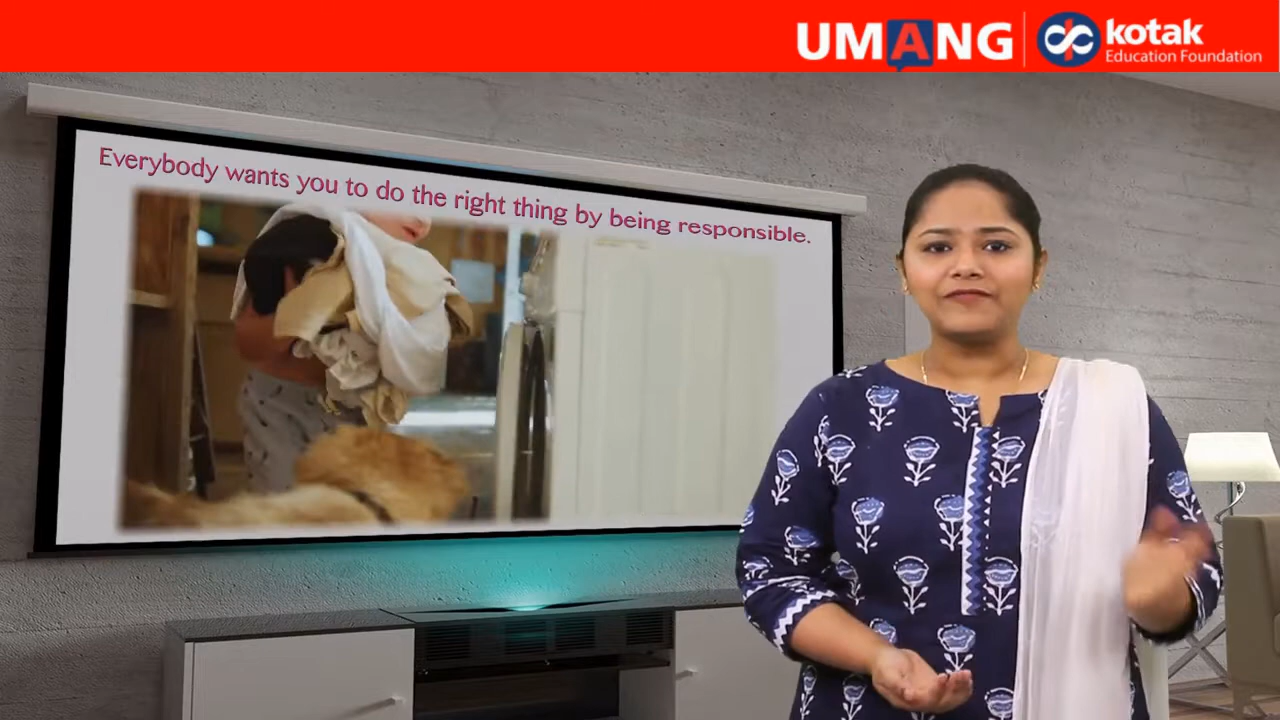 UMANG
kotak
Education Foundation
Everybody wants you to do the right thing by being responsible.